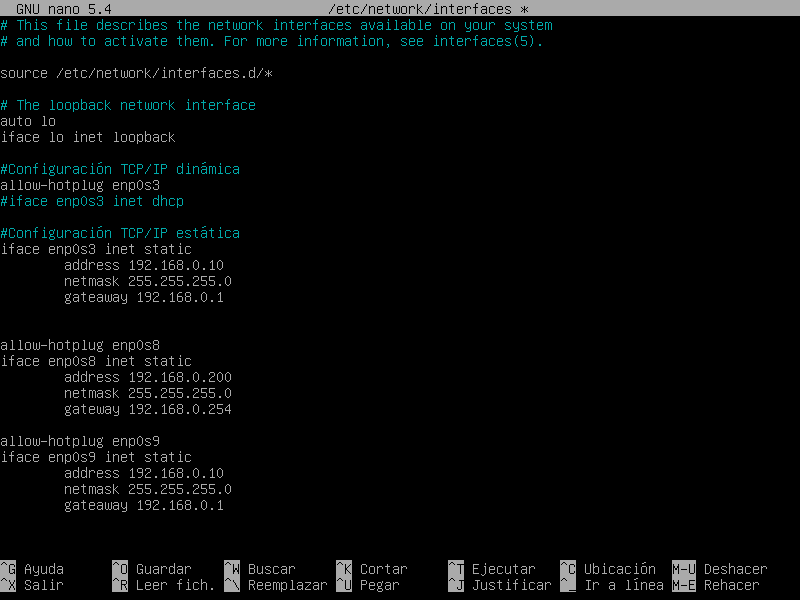 GNU nano 5.4 /etc/network/interfaces *
# This file describes the network interfaces available on your system
# and how to activate them. For more information, see interfaces(5).
source /etc/network/interfaces.d/*
# The loopback network interface
auto lo
iface lo inet loopback
#Configuración TCP/IP dinámica
allow-hotplug enp0s3
#iface enp0s3 inet dhcp
#Configuración TCP/IP estática
iface enp0s3 inet static
address 192.168.0.10
netmask 255.255.255.0
gateaway 192.168.0.1
allow-hotplug enp0s8
iface enp0s8 inet static
address 192.168.0.200
netmask 255.255.255.0
gateway 192.168.0.254
allow-hotplug enp0s9
iface enp0s9 inet static
address 192.168.0.10
netmask 255.255.255.0
gateaway 192.168.0.1
^G Ayuda ^O Guardar ^W Buscar ^K Cortar ^T Ejecutar ^C Ubicación M-U Deshacer
^X Salir ^R Leer fich. ^\ Reemplazar ^U Pegar ^J Justificar ^_ Ir a línea M-E Rehacer